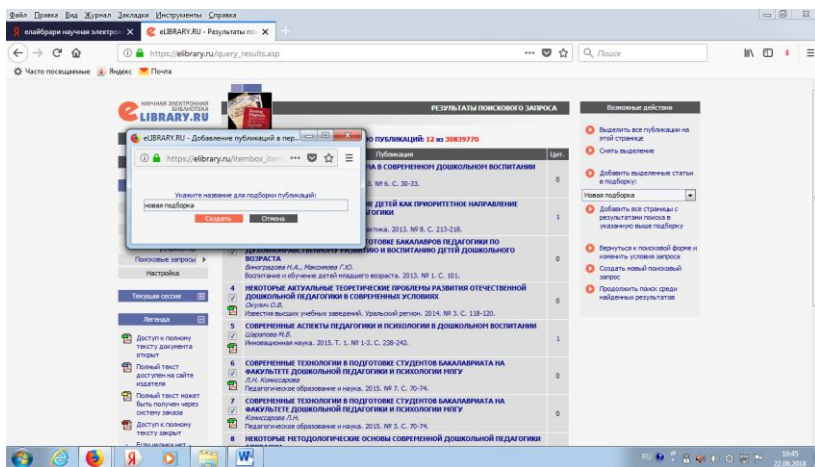 Файл Правка Вид Журнал Закладки Инструменты Справка
елайбрари научная электрон
eLIBRARY.RU - Результаты по
https://elibrary.ru/query_results.asp
Поиск
Часто посещаемые Яндекс Почта
НАУЧНАЯ ЭЛЕКТРОННАЯ
БИБЛИОТЕКА
LIBRARY.RU
РЕЗУЛЬТАТЫ ПОИСКОВОГО ЗАПРОСА
ПУБЛИКАЦИЙ: 12 из 30839770
Публикация Цит.
В СОВРЕМЕННОМ ДОШКОЛЬНОМ ВОСПИТАНИИ
№ 6. С. 30-33.
0
ДЕТЕЙ КАК ПРИОРИТЕТНОЕ НАПРАВЛЕНИЕ
2013. № 8. С. 213-218.
1
БАКАЛАВРОВ ПЕДАГОГИКИ ПО
ДУХОВНО-НРАВСТВЕННОМУ РАЗВИТИЮ И ВОСПИТАНИЮ ДЕТЕЙ ДОШКОЛЬНОГО
ВОЗРАСТА
Виноградова Н.А., Микляева Г.Ю.
Воспитание и обучение детей младшего возраста. 2013. № 1. С. 101.
0
4 НЕКОТОРЫЕ АКТУАЛЬНЫЕ ТЕОРЕТИЧЕСКИЕ ПРОБЛЕМЫ РАЗВИТИЯ ОТЕЧЕСТВЕННОЙ
ДОШКОЛЬНОЙ ПЕДАГОГИКИ В СОВРЕМЕННЫХ УСЛОВИЯХ
Окулич О.В.
Известия высших учебных заведений. Уральский регион. 2014. № 3. С. 118-120.
0
5 СОВРЕМЕННЫЕ АСПЕКТЫ ПЕДАГОГИКИ И ПСИХОЛОГИИ В ДОШКОЛЬНОМ ВОСПИТАНИИ
Шарапова М.В.
Инновационная наука. 2015. Т. 1. № 1-2. С. 238-242.
1
6 СОВРЕМЕННЫЕ ТЕХНОЛОГИИ В ПОДГОТОВКЕ СТУДЕНТОВ БАКАЛАВРИАТА НА
ФАКУЛЬТЕТЕ ДОШКОЛЬНОЙ ПЕДАГОГИКИ И ПСИХОЛОГИИ МПГУ
Л.Н. Комиссарова
Педагогическое образование и наука. 2015. № 7. С. 70-74.
0
7 СОВРЕМЕННЫЕ ТЕХНОЛОГИИ В ПОДГОТОВКЕ СТУДЕНТОВ БАКАЛАВРИАТА НА
ФАКУЛЬТЕТЕ ДОШКОЛЬНОЙ ПЕДАГОГИКИ И ПСИХОЛОГИИ МПГУ
Комиссарова Л.Н.
Педагогическое образование и наука. 2015. № 3. С. 70-74.
0
8 НЕКОТОРЫЕ МЕТОДОЛОГИЧЕСКИЕ ОСНОВЫ СОВРЕМЕННОЙ ДОШКОЛЬНОЙ ПЕДАГОГИКИ
eLIBRARY.RU - Добавление публикаций в пер...
https://elibrary.ru/itembox_item
Укажите название для подборки публикаций:
новая подборка
Создать Отмена
Поисковые запросы
Настройка
Текущая сессия
Легенда
Доступ к полному
тексту документа
открыт
Полный текст
доступен на сайте
издателя
Полный текст может
быть получен через
систему заказа
Доступ к полному
тексту закрыт
Возможные действия
Выделить все публикации на
этой странице
Снять выделение
Добавить выделенные статьи
в подборку:
Новая подборка
Добавить все страницы с
результатами поиска в
указанную выше подборку
Вернуться к поисковой форме и
изменить условия запроса
Создать новый поисковый
запрос
Продолжить поиск среди
найденных результатов
RU
16:45
22.06.2018